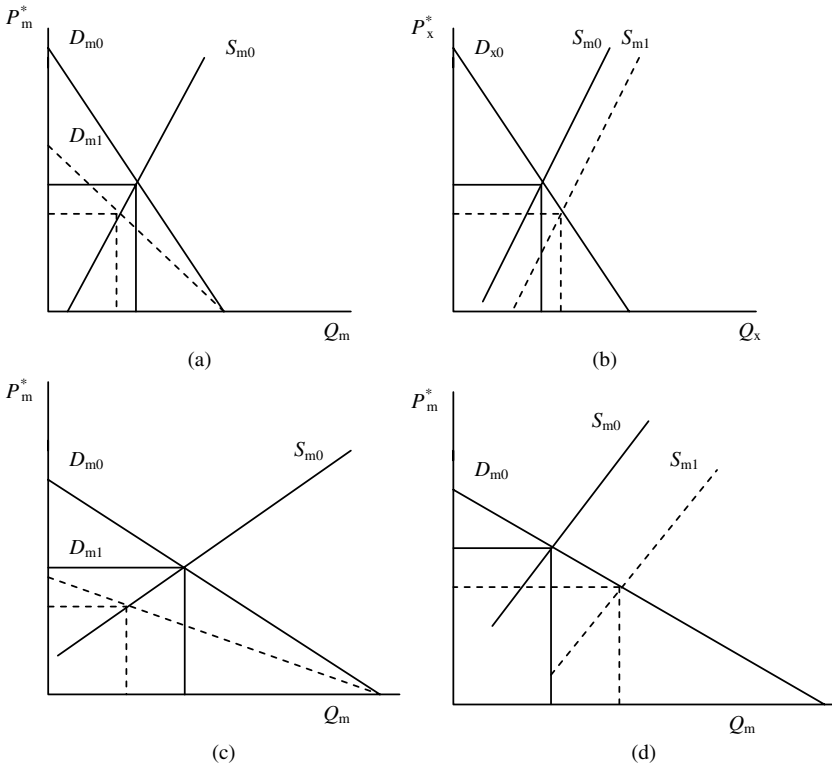 P*m
Dm0
Sm0
Dm1
Qm
(a)
P*x
Dx0
Sm0 Sm1
Qx
(b)
P*m
Dm0
Sm0
Dm1
Qm
(c)
P*m
Sm0
Dm0
Sm1
Qm
(d)